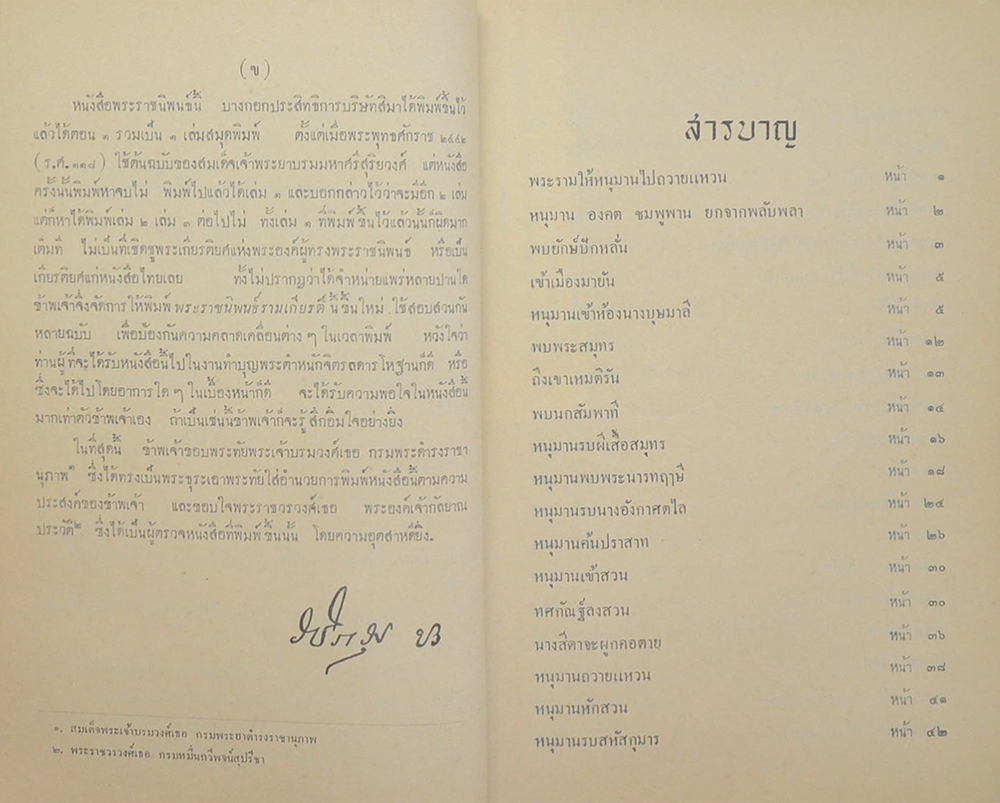 (ข)
หนังสือพระราชนิพนธ์นี้ บางกอกประสิทธิการบริษัทสิมาได้พิมพ์ขึ้นไว้
แล้วได้ตอน ๑ รวมเป็น ๑ เล่มสมุดพิมพ์ ตั้งแต่เมื่อพระพุทธศักราช ๒๔๔๒
(ร.ศ.๑๑๘) ใช้ต้นฉบับของสมเด็จเจ้าพระยาบรมมหาศรีสุริยวงศ์ แต่หนังสือ
ครั้งนั้นพิมพ์หาจบไม่ พิมพ์ไปแล้วได้เล่ม ๑ และบอกกล่าวไว้ว่าจะมีอีก ๒ เล่ม
แต่ก็หาได้พิมพ์เล่ม ๒ เล่ม ๓ ต่อไปไม่ ทั้งเล่ม ๑ ที่พิมพ์ขึ้นไว้แล้วนั้นก็ผิดมาก
เต็มที ไม่เป็นที่เชิดชูพระเกียรติยศแห่งพระองค์ผู้ทรงพระราชนิพนธ์ หรือเป็น
เกียรติยศแก่หนังสือไทยเลย ทั้งไม่ปรากฏว่าได้จำหน่ายแพร่หลายปานใด
ข้าพเจ้าจึงจัดการให้พิมพ์พระราชนิพนธ์รามเกียรติ์นี้ขึ้นใหม่ ใช้สอบสวนกัน
หลายฉบับ เพื่อป้องกันความคลาดเคลื่อนต่าง ๆ ในเวลาพิมพ์ หวังใจว่า
ท่านผู้ที่จะได้รับหนังสือนี้ไปในงานทำบุญพระตำหนักจิตรลดารโหฐานก็ดี หรือ
ซึ่งจะได้ไปโดยอาการใด ๆ ในเบื้องหน้าก็ดี จะได้รับความพอใจในหนังสือนี้
มากเท่าตัวข้าพเจ้าเอง ถ้าเป็นเช่นนี้ข้าพเจ้าก็จะรู้สึกอิ่มใจอย่างยิ่ง
ในที่สุดนี้ ข้าพเจ้าขอบพระทัยพระเจ้าบรมวงศ์เธอ กรมพระดำรงราชา
นุภาพ๑ ซึ่งได้ทรงเป็นพระธุระเอาพระทัยใส่อำนวยการพิมพ์หนังสือนี้ตามความ
ประสงค์ของข้าพเจ้า และขอบใจพระราชวรวงศ์เธอ พระองค์เจ้ากัลยาณ
ประวัติ๒ ซึ่งได้เป็นผู้ตรวจหนังสือที่พิมพ์ขึ้นนั้น โดยความอุตสาหดียิ่ง.
๑. สมเด็จพระเจ้าบรมวงศ์เธอ กรมพระยาดำรงราชานุภาพ
๒. พระราชวรวงศ์เธอ กรมหมื่นกวีพจน์สุปรีชา
สารบาญ
พระรามให้หนุมานไปถวายแหวน หน้า ๑
หนุมาน องคต ชมพูพาน ยกจากพลับพลา หน้า ๒
พบยักษ์ปักหลั่น หน้า ๓
เข้าเมืองมายัน หน้า ๕
หนุมานเข้าห้องนางบุษมาลี หน้า ๕
พบพระสมุทร หน้า ๑๒
ถึงเขาเหมติรัน หน้า ๑๓
พบนกสัมพาที หน้า ๑๔
หนุมานรบผีเสื้อสมุทร หน้า ๑๖
หนุมานพบพระนารทฤๅษี หน้า ๑๘
หนุมานรบนางอังกาศตไล หน้า ๒๔
หนุมานค้นปราสาท หน้า ๒๖
หนุมานเข้าสวน หน้า ๓๐
ทศกัณฐ์ลงสวน หน้า ๓๐
นางสีดาจะผูกคอตาย หน้า ๓๖
หนุมานถวายแหวน หน้า ๓๘
หนุมานหักสวน หน้า ๔๑
หนุมานรบสหัสกุมาร หน้า ๔๒